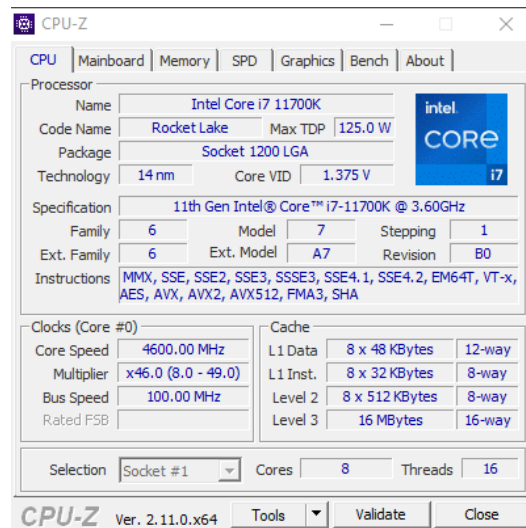 CPU-Z
CPU Mainboard Memory SPD Graphics Bench About
Processor
Name Intel Core i7 11700K
Code Name Rocket Lake Max TDP 125.0 W
Package Socket 1200 LGA
Technology 14 nm Core VID 1.375 V
intel.
CORE
i7
Specification 11th Gen Intel® Core™ i7-11700K @ 3.60GHz
Family 6 Model 7 Stepping 1
Ext. Family 6 Ext. Model A7 Revision B0
Instructions MMX, SSE, SSE2, SSE3, SSSE3, SSE4.1, SSE4.2, EM64T, VT-x,
AES, AVX, AVX2, AVX512, FMA3, SHA
Clocks (Core #0)
Core Speed 4600.00 MHz
Multiplier x46.0 (8.0 - 49.0)
Bus Speed 100.00 MHz
Rated FSB
Cache
L1 Data 8 x 48 KBytes 12-way
L1 Inst. 8 x 32 KBytes 8-way
Level 2 8 x 512 KBytes 8-way
Level 3 16 MBytes 16-way
Selection Socket #1 Cores 8 Threads 16
CPU-Z Ver. 2.11.0.x64 Tools Validate Close